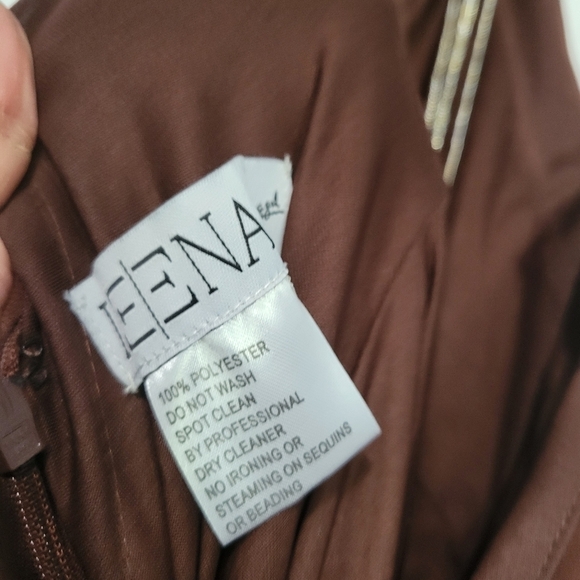 EENA
100% POLYESTER
DO NOT WASH
SPOT CLEAN
BY PROFESSIONAL
DRY CLEANER
NO IRONING OR
STEAMING ON SEQUINS
OR BEADING